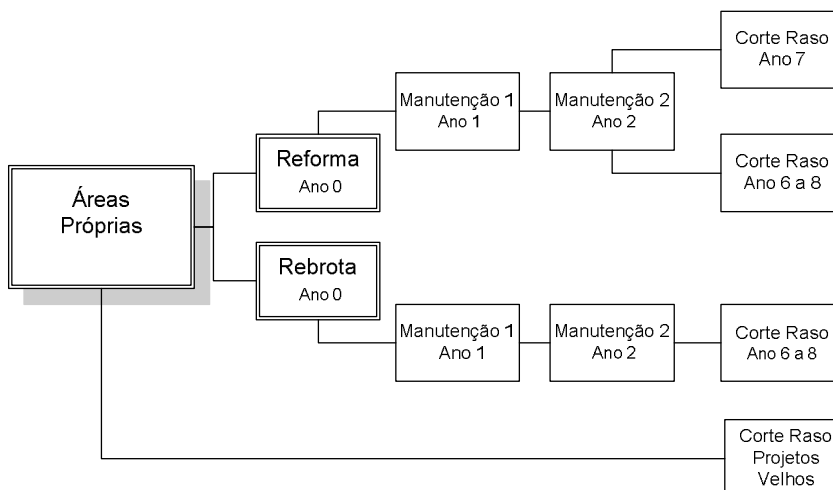 Corte Raso
Ano 7
Manutenção 1
Ano 1
Manutenção 2
Ano 2
Reforma
Ano 0
Corte Raso
Ano 6 a 8
Áreas
Próprias
Rebrota
Ano 0
Manutenção 1
Ano 1
Manutenção 2
Ano 2
Corte Raso
Ano 6 a 8
Corte Raso
Projetos
Velhos